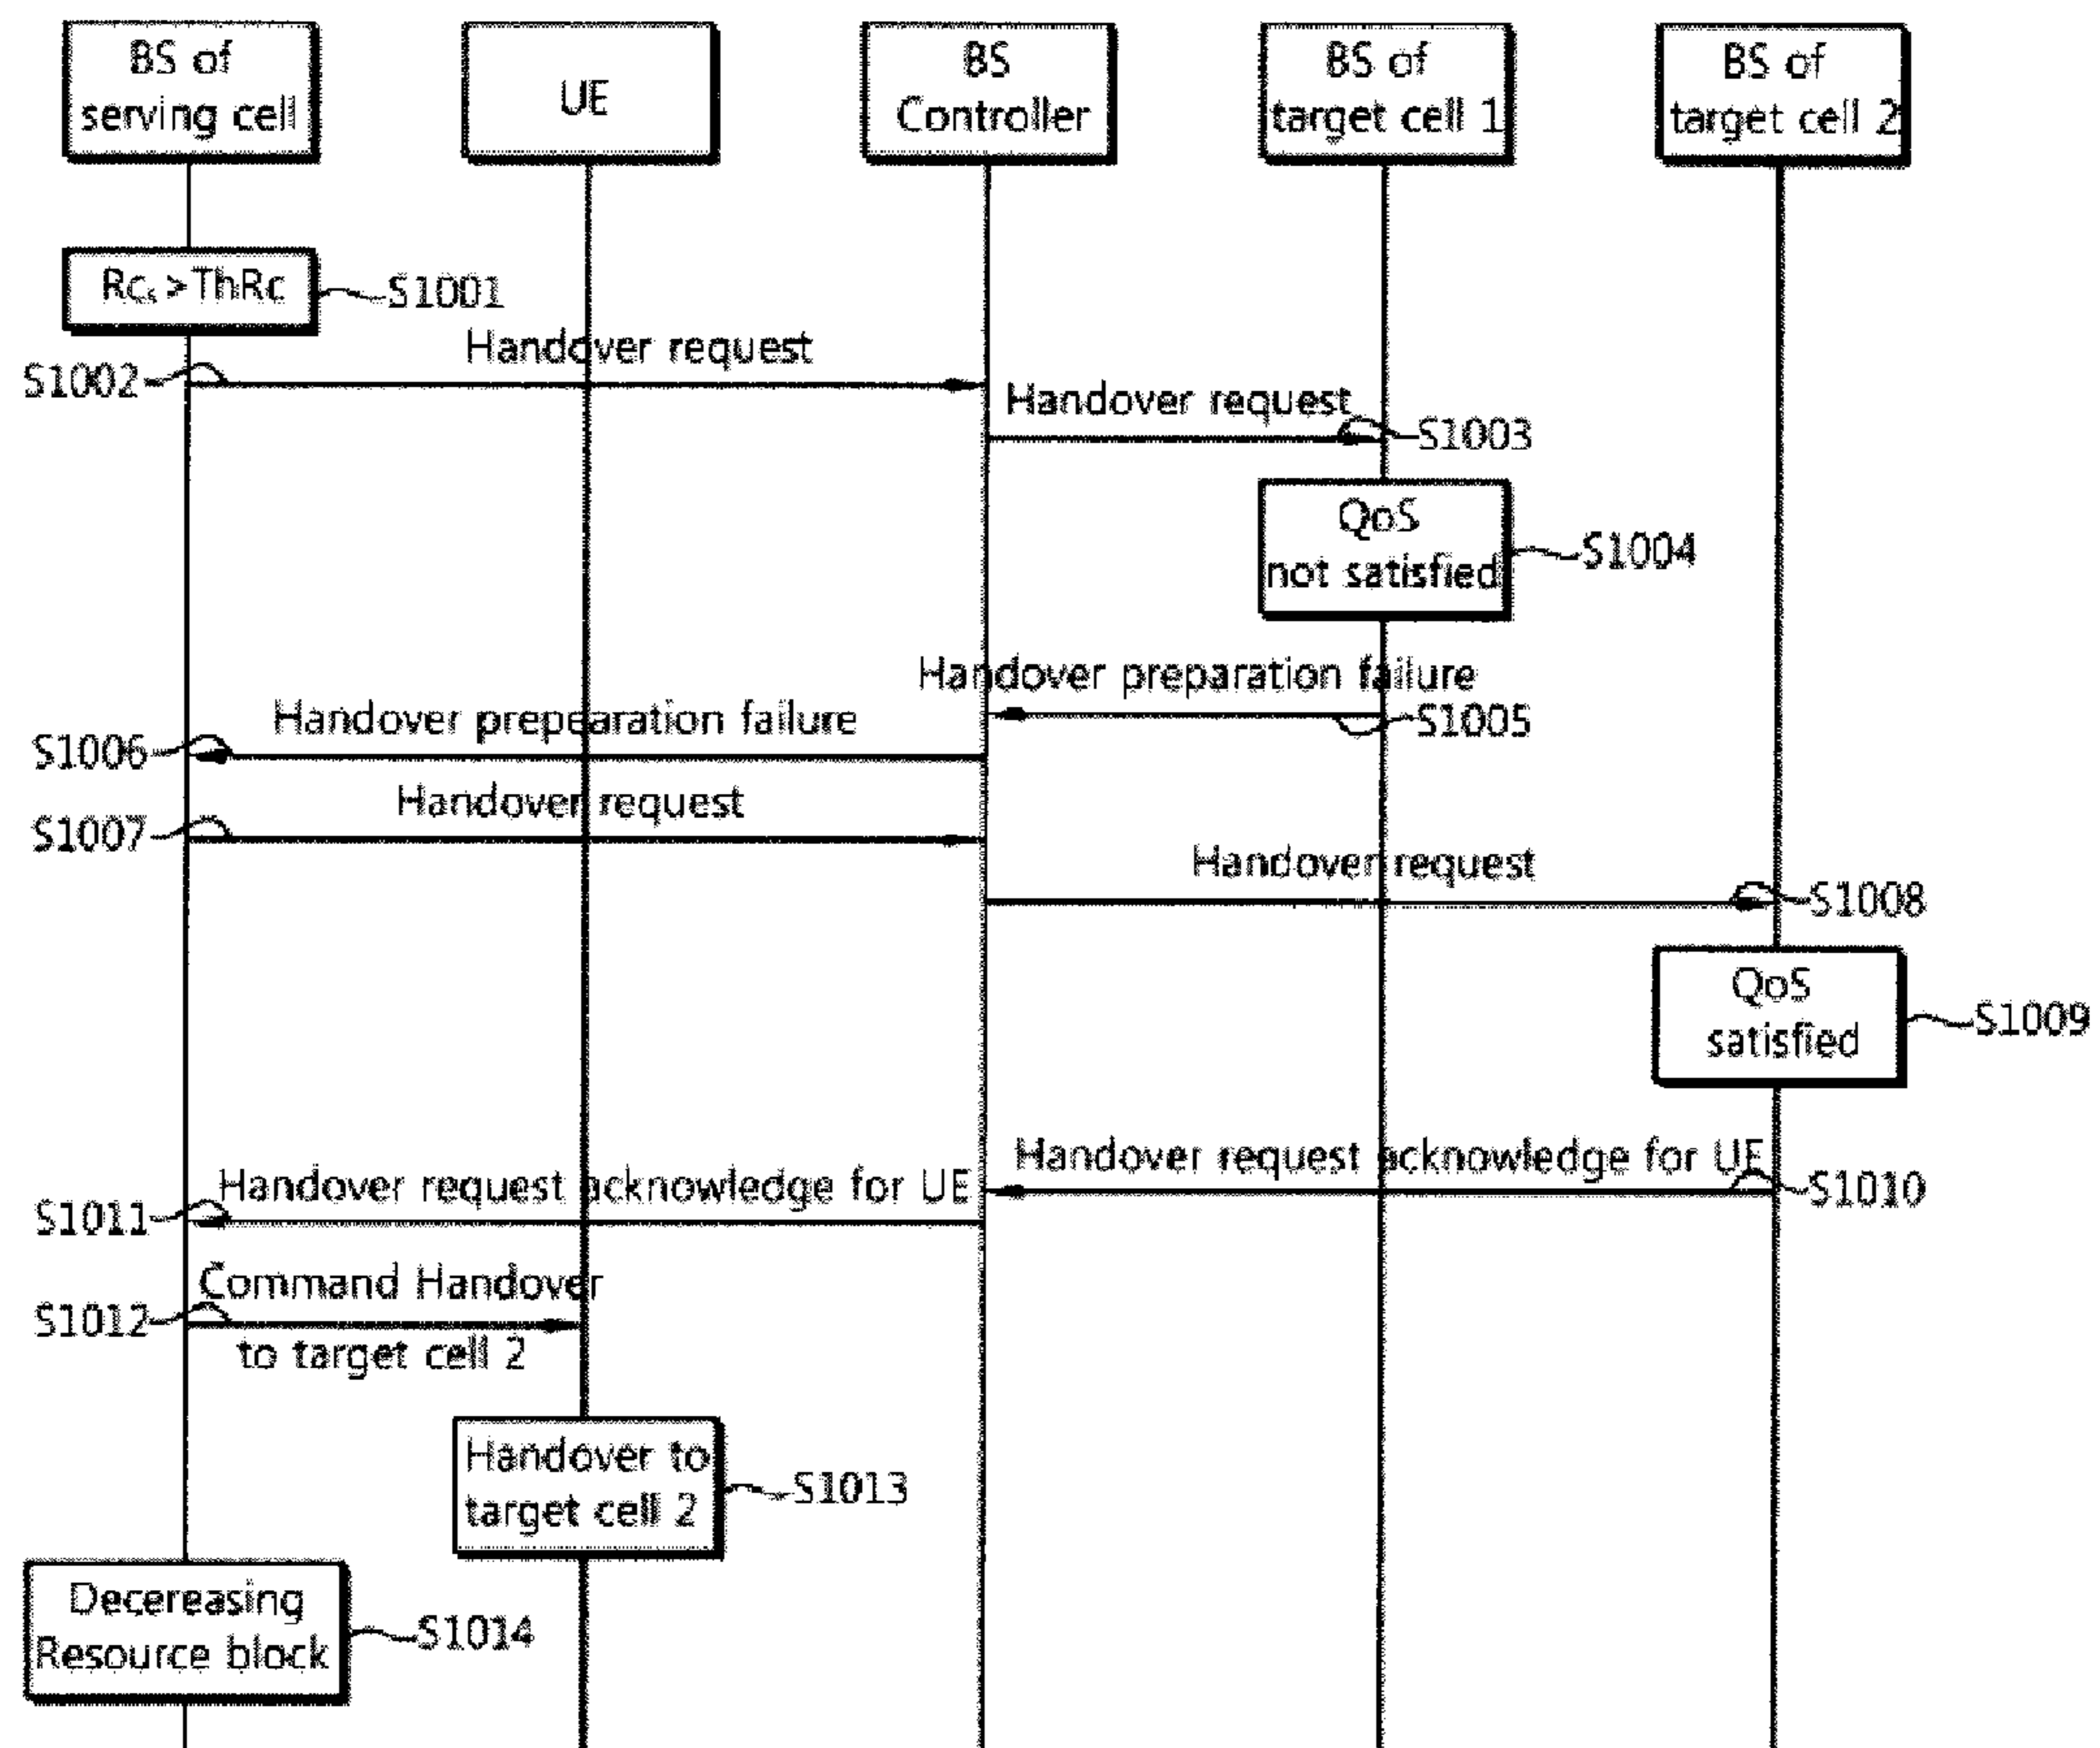 BS of
serving cell
UE
BS
Controller
BS of
target cell 1
BS of
target cell 2
Rcs >ThRc
S1001
Handover request
S1002
Handover request
S1003
QoS
not satisfied
S1004
Handover preparation failure
S1005
Handover prepearation failure
S1006
Handover request
S1007
Handover request
S1008
QoS
satisfied
S1009
Handover request acknowledge for UE
S1010
Handover request acknowledge for UE
S1011
Command Handover
S1012
to target cell 2
Handover to
target cell 2
S1013
Decereasing
Resource block
S1014